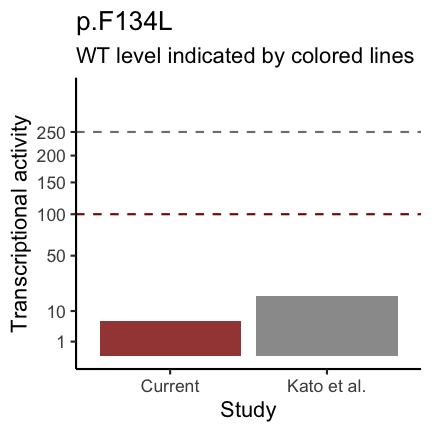 p.F134L
WT level indicated by colored lines
Transcriptional activity
250
200
150
100
50
10
1
Current
Kato et al.
Study